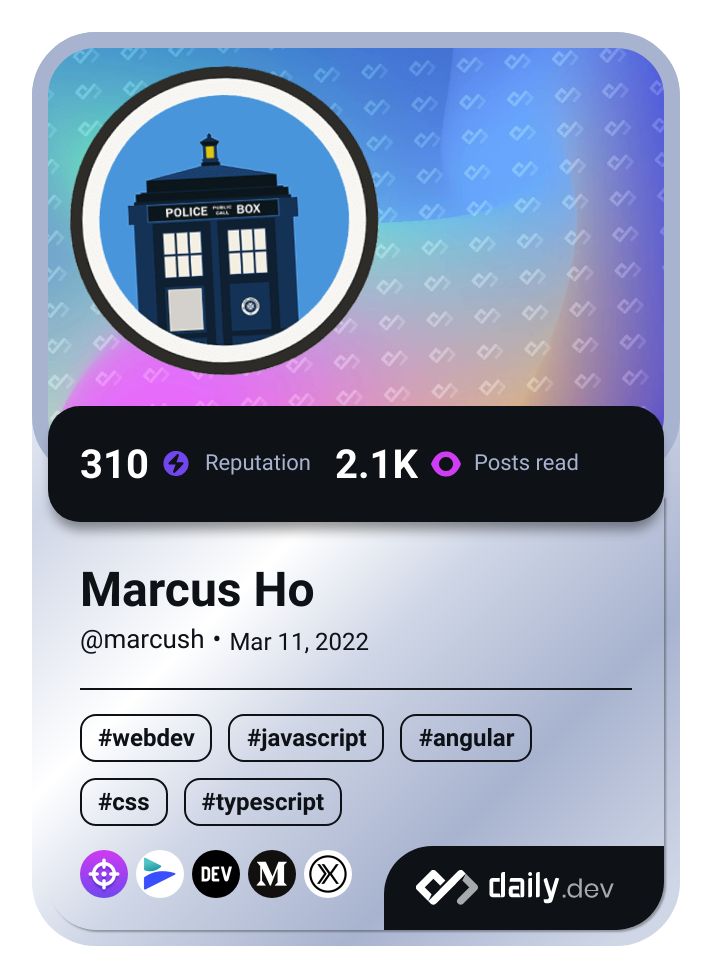 POLICE PUBLIC CALL BOX
310 Reputation 2.1K Posts read
Marcus Ho
@marcush • Mar 11, 2022
#webdev #javascript #angular
#css #typescript
DEV M daily.dev